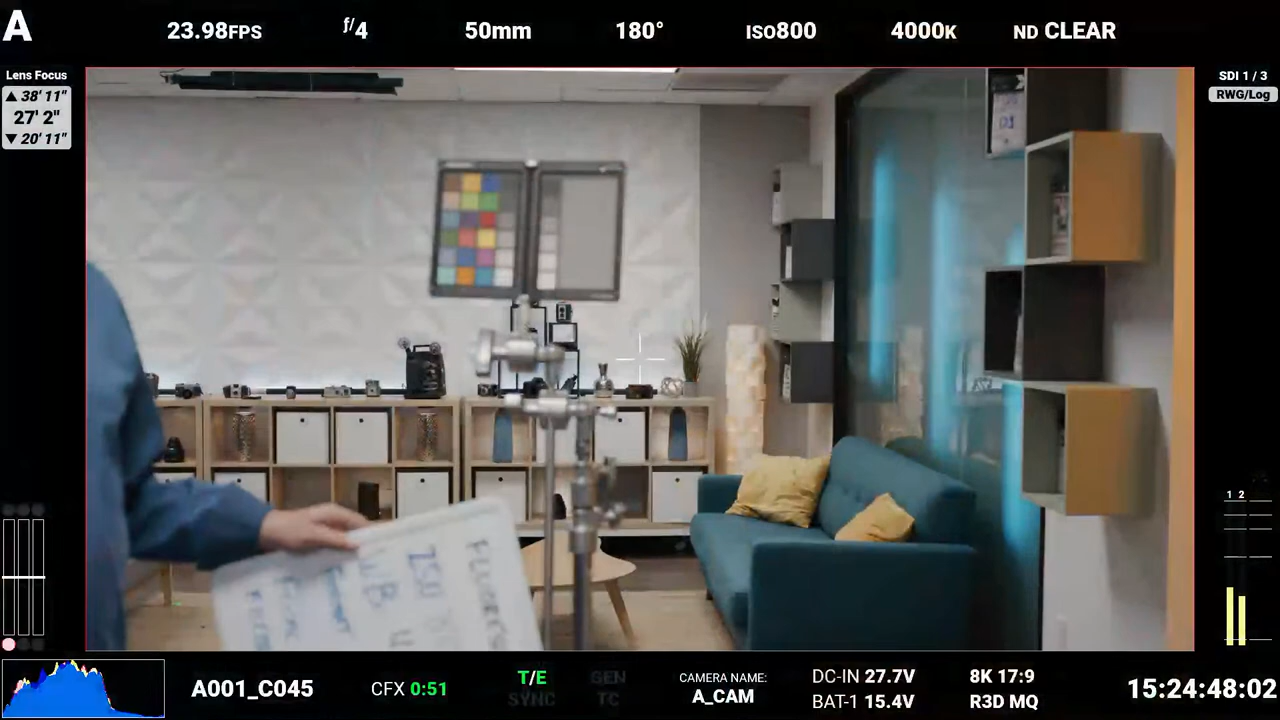 A
23.98FPS
f/4
50mm
180°
ISO800
4000K
ND CLEAR
Lens Focus
▲ 38' 11"
27' 2"
▼ 20' 11"
SDI 1 / 3
RWG/Log
ISO
WB
1 2
A001_C045
CFX 0:51
T/E
SYNC
GEN
TC
CAMERA NAME:
A_CAM
DC-IN 27.7V
BAT-1 15.4V
8K 17:9
R3D MQ
15:24:48:02